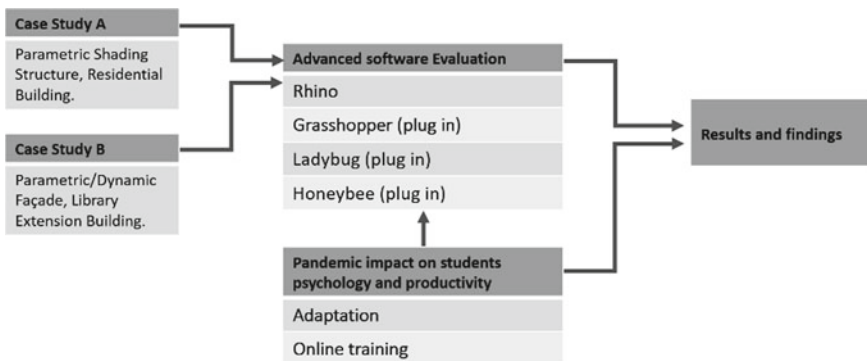 Case Study A
Parametric Shading
Structure, Residential
Building.
Case Study B
Parametric/Dynamic
Façade, Library
Extension Building.
Advanced software Evaluation
Rhino
Grasshopper (plug in)
Ladybug (plug in)
Honeybee (plug in)
Pandemic impact on students
psychology and productivity
Adaptation
Online training
Results and findings